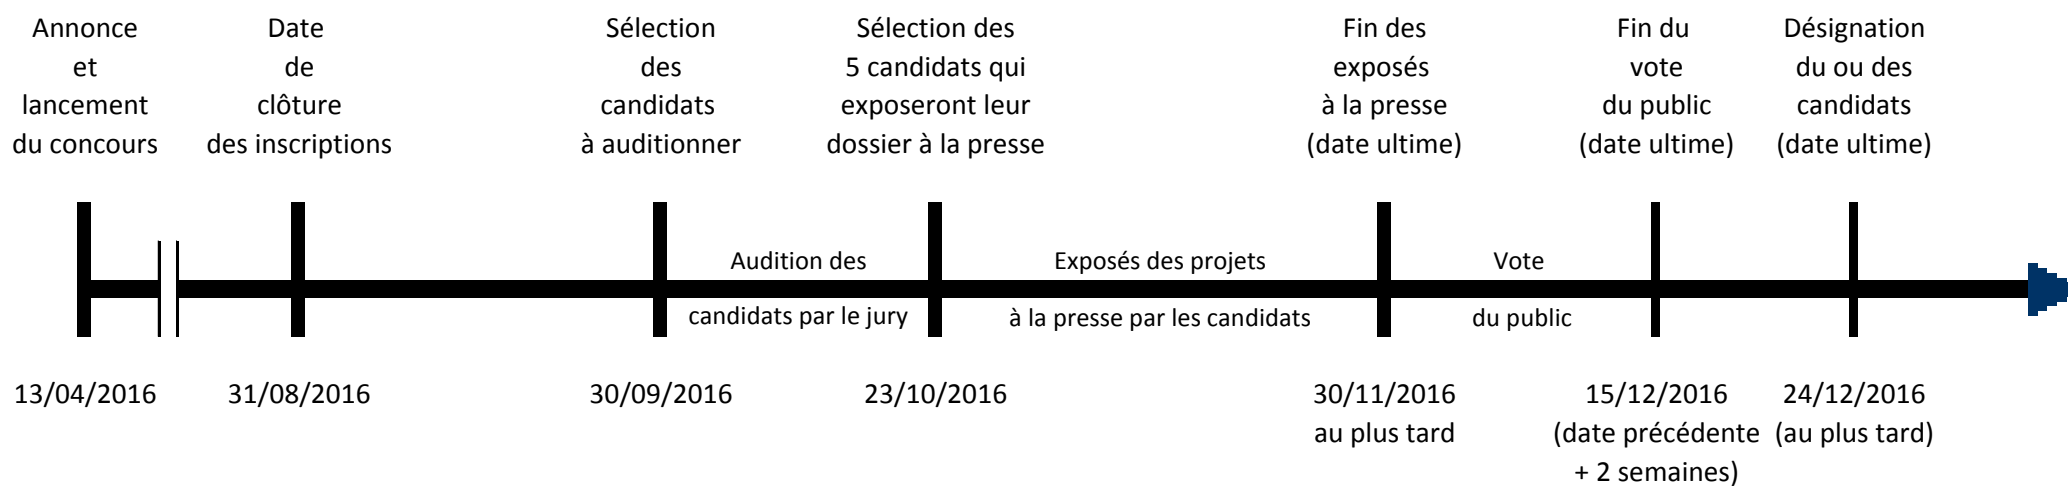 Annonce
et
lancement
du concours
Date
de
clôture
des inscriptions
Sélection
des
candidats
à auditionner
Sélection des
5 candidats qui
exposeront leur
dossier à la presse
Fin des
exposés
à la presse
(date ultime)
Fin du
vote
du public
(date ultime)
Désignation
du ou des
candidats
(date ultime)
Audition des
candidats par le jury
Exposés des projets
à la presse par les candidats
Vote
du public
13/04/2016
31/08/2016
30/09/2016
23/10/2016
30/11/2016
au plus tard
15/12/2016
(date précédente
+ 2 semaines)
24/12/2016
(au plus tard)